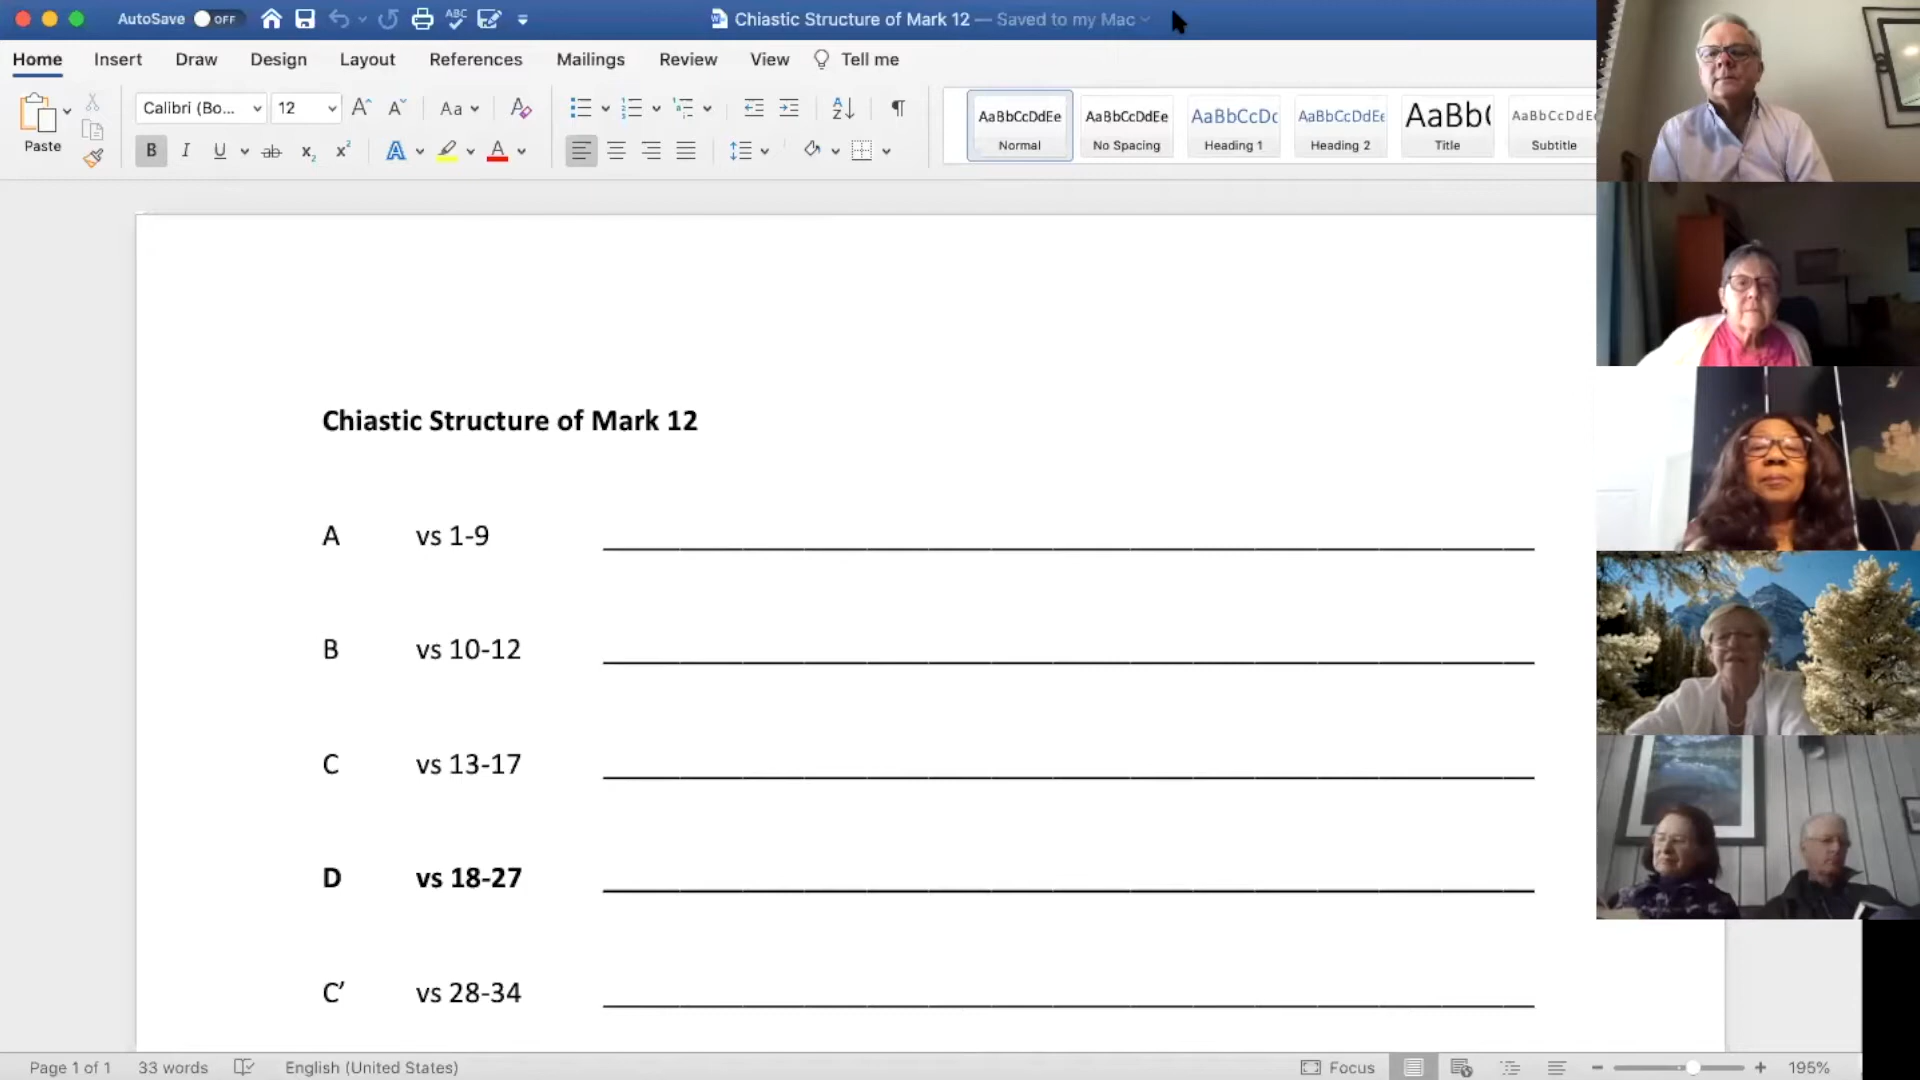 AutoSave OFF ABC Chiastic Structure of Mark 12 — Saved to my Mac
Home Insert Draw Design Layout References Mailings Review View Tell me
Paste Calibri (Bo... 12
AaBbCcDdEe AaBbCcDdEe AaBbCcDc AaBbCcDdEe AaBb( AaBbCcDdEe
Normal No Spacing Heading 1 Heading 2 Title Subtitle
Chiastic Structure of Mark 12
A vs 1-9
B vs 10-12
C vs 13-17
D vs 18-27
C’ vs 28-34
Page 1 of 1 33 words English (United States) Focus 195%